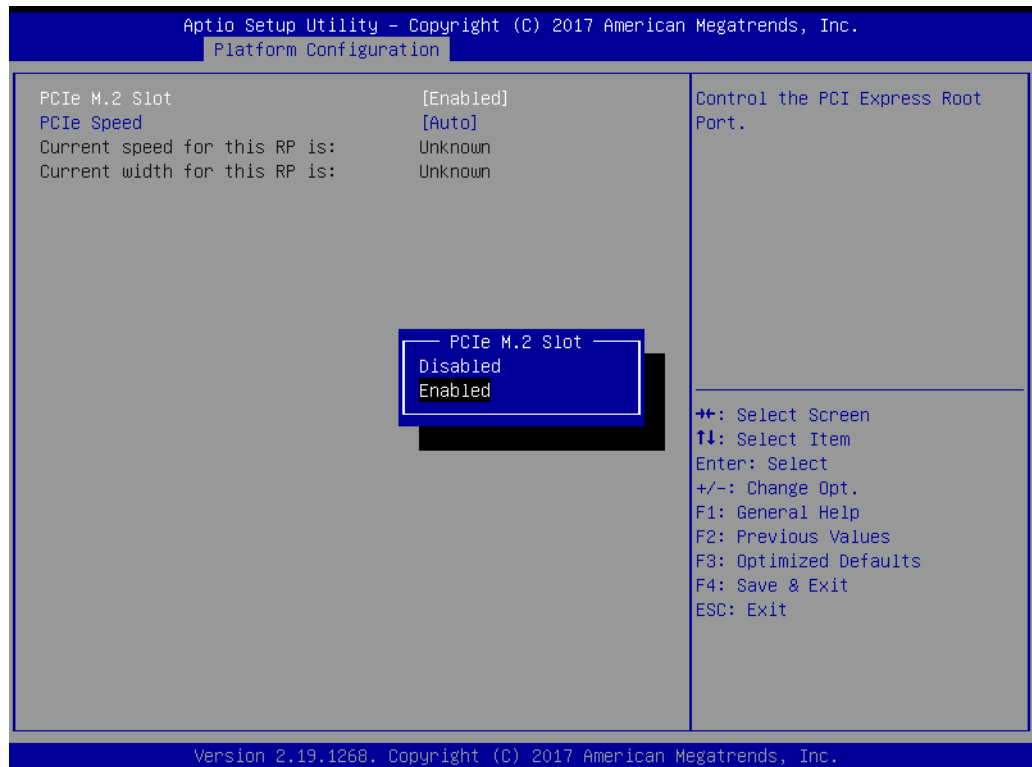 Aptio Setup Utility – Copyright (C) 2017 American Megatrends, Inc.
Platform Configuration
PCIe M.2 Slot [Enabled]
PCIe Speed [Auto]
Current speed for this RP is: Unknown
Current width for this RP is: Unknown
Control the PCI Express Root
Port.
PCIe M.2 Slot
Disabled
Enabled
→←: Select Screen
↑↓: Select Item
Enter: Select
+/-: Change Opt.
F1: General Help
F2: Previous Values
F3: Optimized Defaults
F4: Save & Exit
ESC: Exit
Version 2.19.1268. Copyright (C) 2017 American Megatrends, Inc.